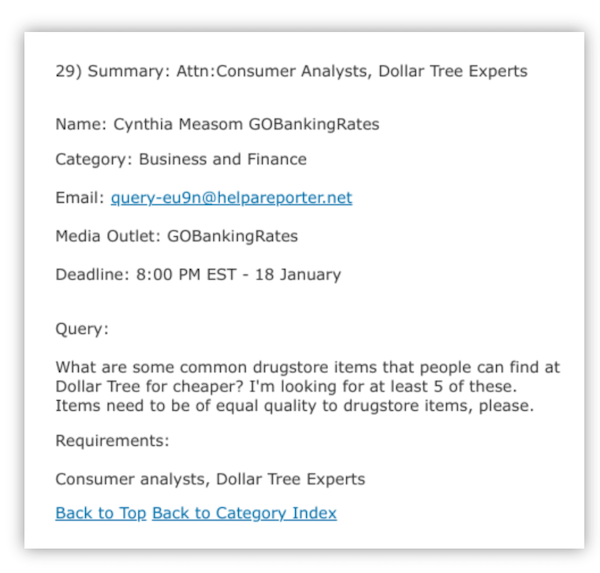 29) Summary: Attn:Consumer Analysts, Dollar Tree Experts
Name: Cynthia Measom GOBankingRates
Category: Business and Finance
Email: query-eu9n@helpareporter.net
Media Outlet: GOBankingRates
Deadline: 8:00 PM EST - 18 January
Query:
What are some common drugstore items that people can find at
Dollar Tree for cheaper? I'm looking for at least 5 of these.
Items need to be of equal quality to drugstore items, please.
Requirements:
Consumer analysts, Dollar Tree Experts
Back to Top Back to Category Index